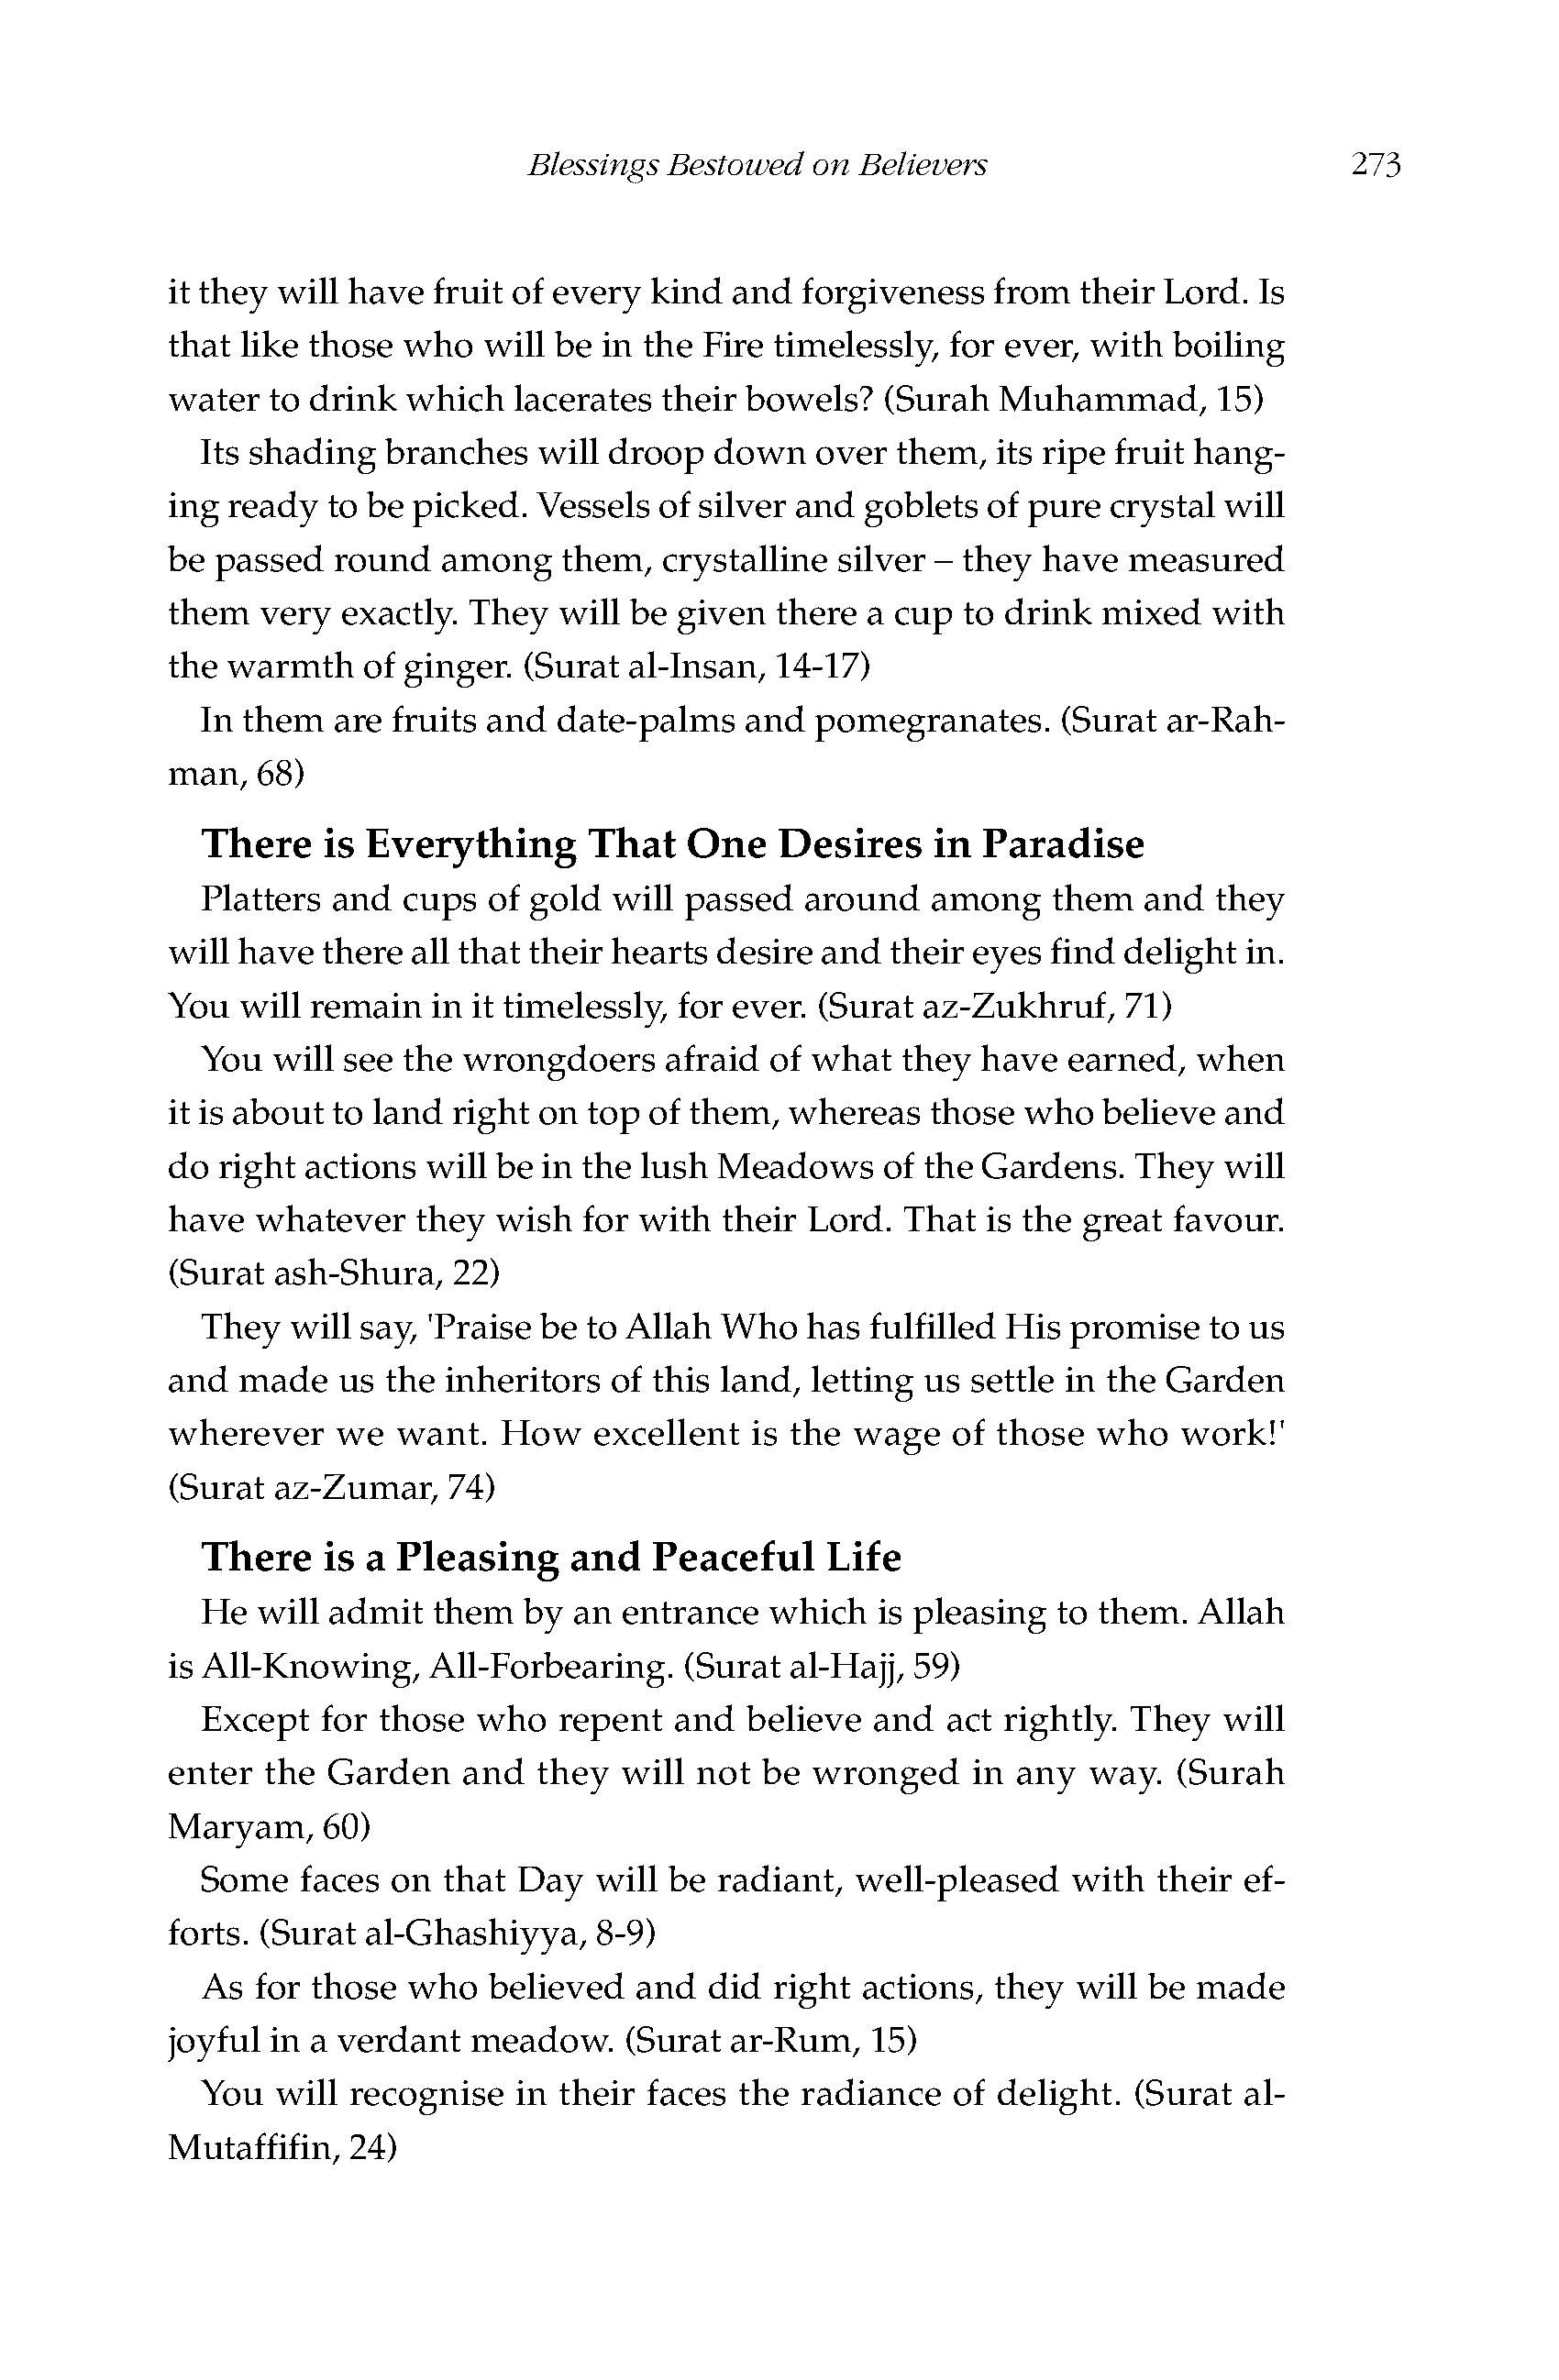 Blessings Bestowed on Believers 273
it they will have fruit of every kind and forgiveness from their Lord. Is
that like those who will be in the Fire timelessly, for ever, with boiling
water to drink which lacerates their bowels? (Surah Muhammad, 15)
Its shading branches will droop down over them, its ripe fruit hang-
ing ready to be picked. Vessels of silver and goblets of pure crystal will
be passed round among them, crystalline silver – they have measured
them very exactly. They will be given there a cup to drink mixed with
the warmth of ginger. (Surat al-Insan, 14-17)
In them are fruits and date-palms and pomegranates. (Surat ar-Rah-
man, 68)
There is Everything That One Desires in Paradise
Platters and cups of gold will passed around among them and they
will have there all that their hearts desire and their eyes find delight in.
You will remain in it timelessly, for ever. (Surat az-Zukhruf, 71)
You will see the wrongdoers afraid of what they have earned, when
it is about to land right on top of them, whereas those who believe and
do right actions will be in the lush Meadows of the Gardens. They will
have whatever they wish for with their Lord. That is the great favour.
(Surat ash-Shura, 22)
They will say, 'Praise be to Allah Who has fulfilled His promise to us
and made us the inheritors of this land, letting us settle in the Garden
wherever we want. How excellent is the wage of those who work!'
(Surat az-Zumar, 74)
There is a Pleasing and Peaceful Life
He will admit them by an entrance which is pleasing to them. Allah
is All-Knowing, All-Forbearing. (Surat al-Hajj, 59)
Except for those who repent and believe and act rightly. They will
enter the Garden and they will not be wronged in any way. (Surah
Maryam, 60)
Some faces on that Day will be radiant, well-pleased with their ef-
forts. (Surat al-Ghashiyya, 8-9)
As for those who believed and did right actions, they will be made
joyful in a verdant meadow. (Surat ar-Rum, 15)
You will recognise in their faces the radiance of delight. (Surat al-
Mutaffifin, 24)